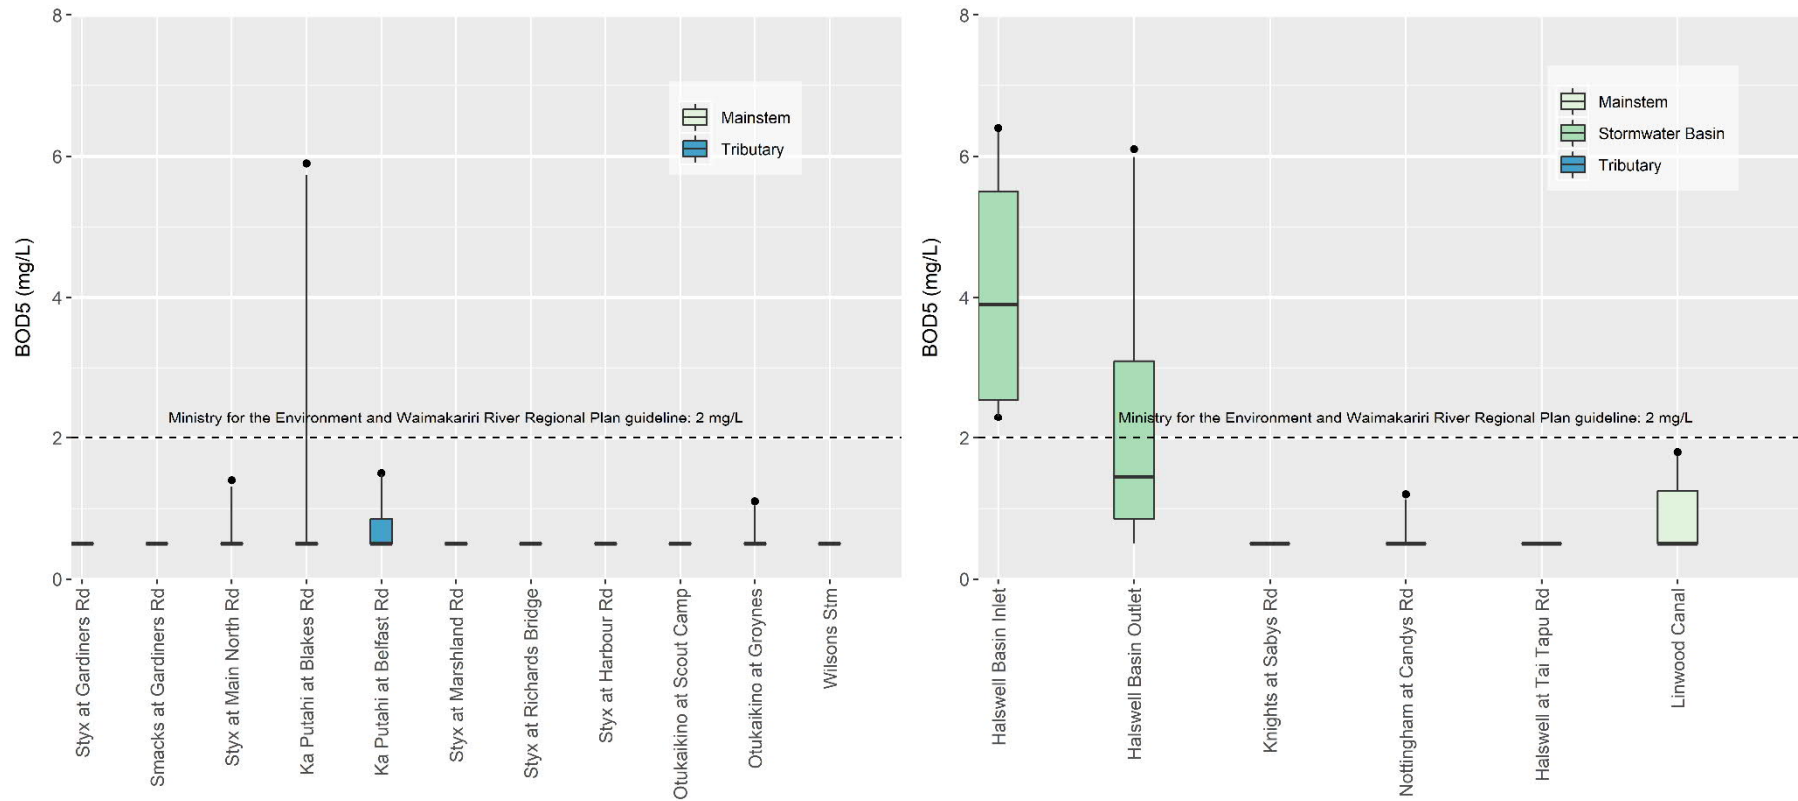 BOD5 (mg/L)
8
6
4
2
0
Mainstem
Tributary
Ministry for the Environment and Waimakariri River Regional Plan guideline: 2 mg/L
Styx at Gardiners Rd
Smacks at Gardiners Rd
Styx at Main North Rd
Ka Putahi at Blakes Rd
Ka Putahi at Belfast Rd
Styx at Marshland Rd
Styx at Richards Bridge
Styx at Harbour Rd
Otukaikino at Scout Camp
Otukaikino at Groynes
Wilsons Stm
BOD5 (mg/L)
8
6
4
2
0
Mainstem
Stormwater Basin
Tributary
Ministry for the Environment and Waimakariri River Regional Plan guideline: 2 mg/L
Halswell Basin Inlet
Halswell Basin Outlet
Knights at Sabys Rd
Nottingham at Candys Rd
Halswell at Tai Tapu Rd
Linwood Canal